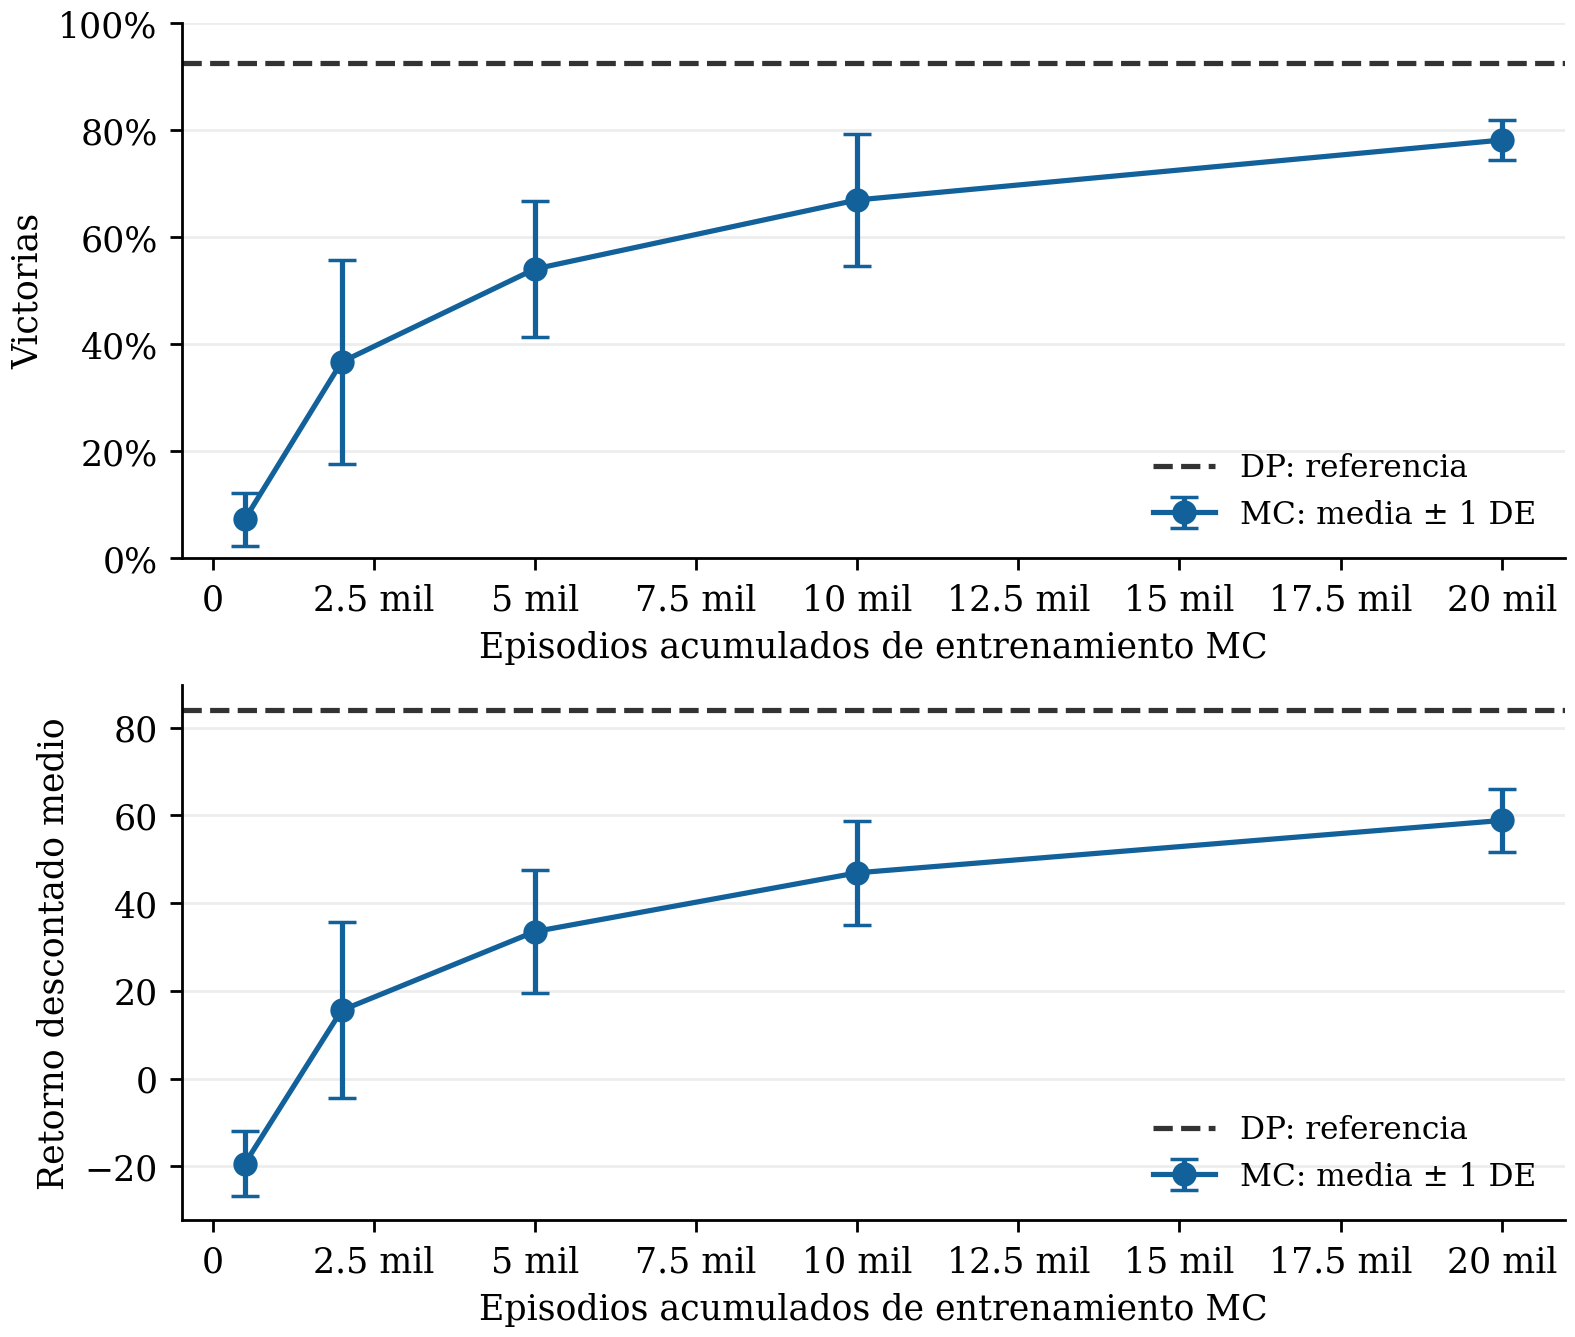 100%
80%
60%
40%
20%
0%
Victorias
DP: referencia
MC: media ± 1 DE
0 2.5 mil 5 mil 7.5 mil 10 mil 12.5 mil 15 mil 17.5 mil 20 mil
Episodios acumulados de entrenamiento MC
80
60
40
20
0
−20
Retorno descontado medio
DP: referencia
MC: media ± 1 DE
0 2.5 mil 5 mil 7.5 mil 10 mil 12.5 mil 15 mil 17.5 mil 20 mil
Episodios acumulados de entrenamiento MC